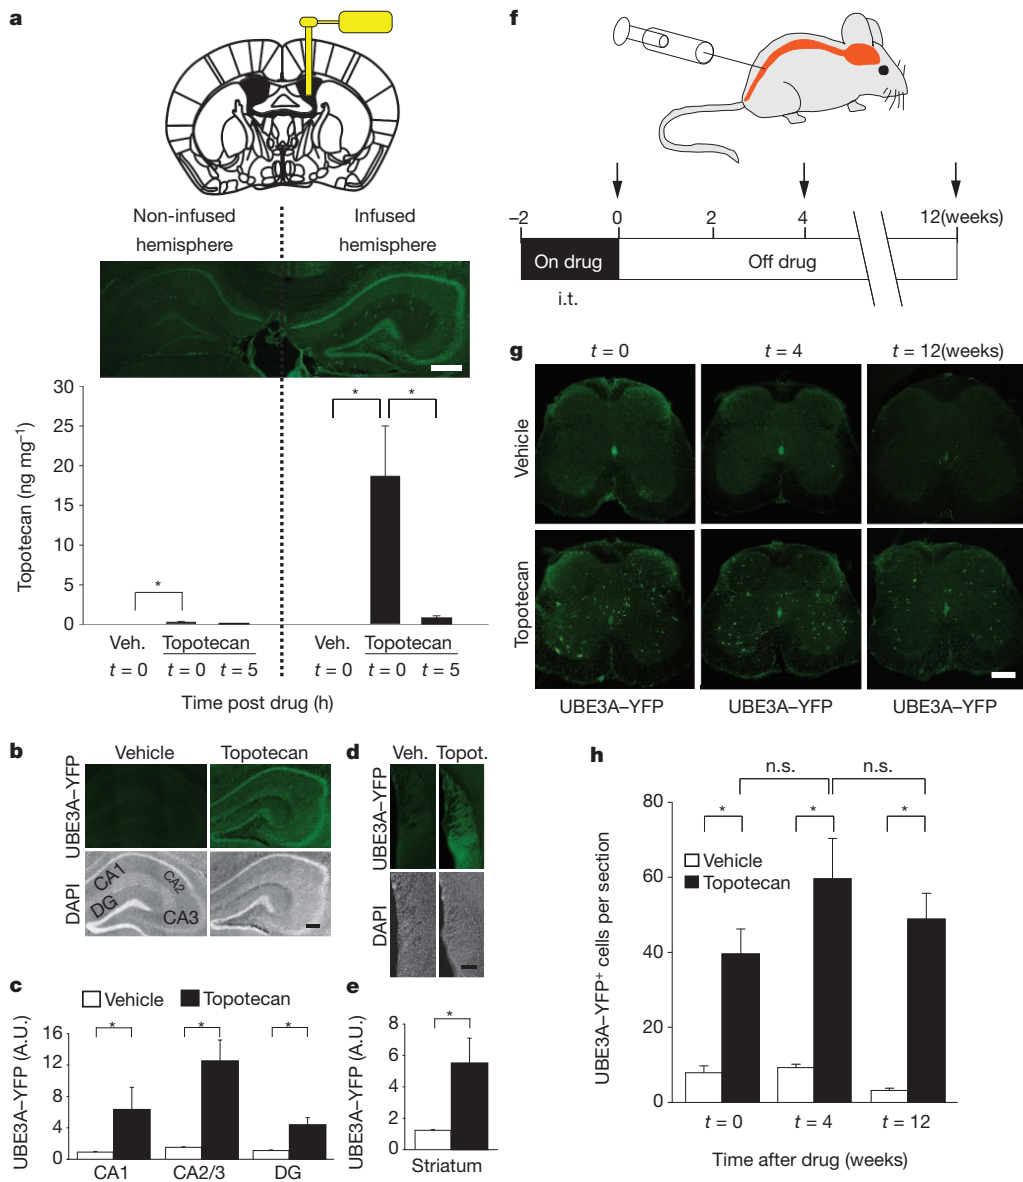 a
Non-infused hemisphere
Infused hemisphere
30
25
20
15
10
5
0
Topotecan (ng mg⁻¹)
*
*
*
Veh. Topotecan
t = 0 t = 0 t = 5
Veh. Topotecan
t = 0 t = 0 t = 5
Time post drug (h)
b
Vehicle Topotecan
UBE3A–YFP
DAPI
CA1
CA2
DG
CA3
c
Vehicle Topotecan
UBE3A–YFP (A.U.)
16
12
8
4
0
* * *
CA1 CA2/3 DG
d
Veh. Topot.
UBE3A–YFP
DAPI
e
UBE3A–YFP (A.U.)
8
6
4
2
0
*
Striatum
f
–2 0 2 4 12(weeks)
On drug Off drug
i.t.
g
t = 0 t = 4 t = 12(weeks)
Vehicle
Topotecan
UBE3A–YFP UBE3A–YFP UBE3A–YFP
h
n.s. n.s.
* * *
Vehicle
Topotecan
UBE3A–YFP⁺ cells per section
80
60
40
20
0
t = 0 t = 4 t = 12
Time after drug (weeks)